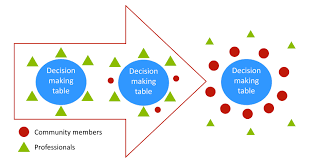 Decision
making
table
Decision
making
table
Decision
making
table
Community members
Professionals